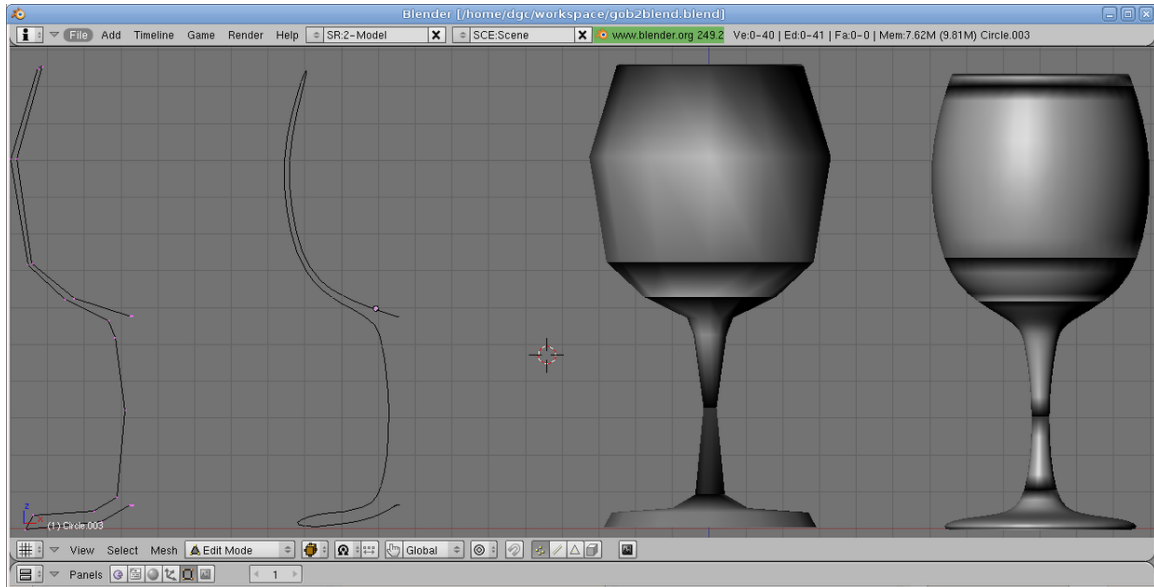 Blender [/home/dgc/workspace/gob2blend.blend]
File Add Timeline Game Render Help SR:2-Model X SCE:Scene X www.blender.org 249.2 Ve:0-40 | Ed:0-41 | Fa:0-0 | Mem:7.62M (9.81M) Circle.003
z
x
(1) Circle.003
View Select Mesh Edit Mode Global
Panels 1